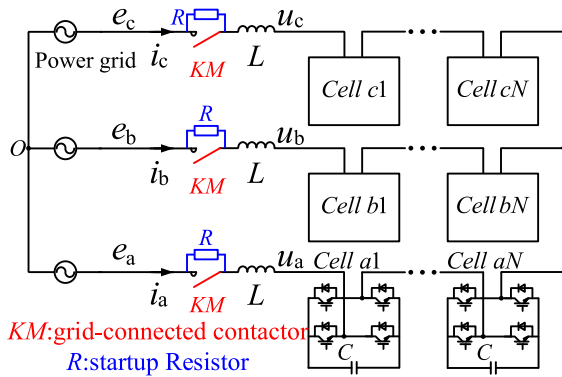 e_c R u_c
Power grid i_c KM L Cell c1 Cell cN
e_b R u_b
O i_b KM L Cell b1 Cell bN
e_a R u_a Cell a1 Cell aN
i_a KM L
KM:grid-connected contactor C C
R:startup Resistor